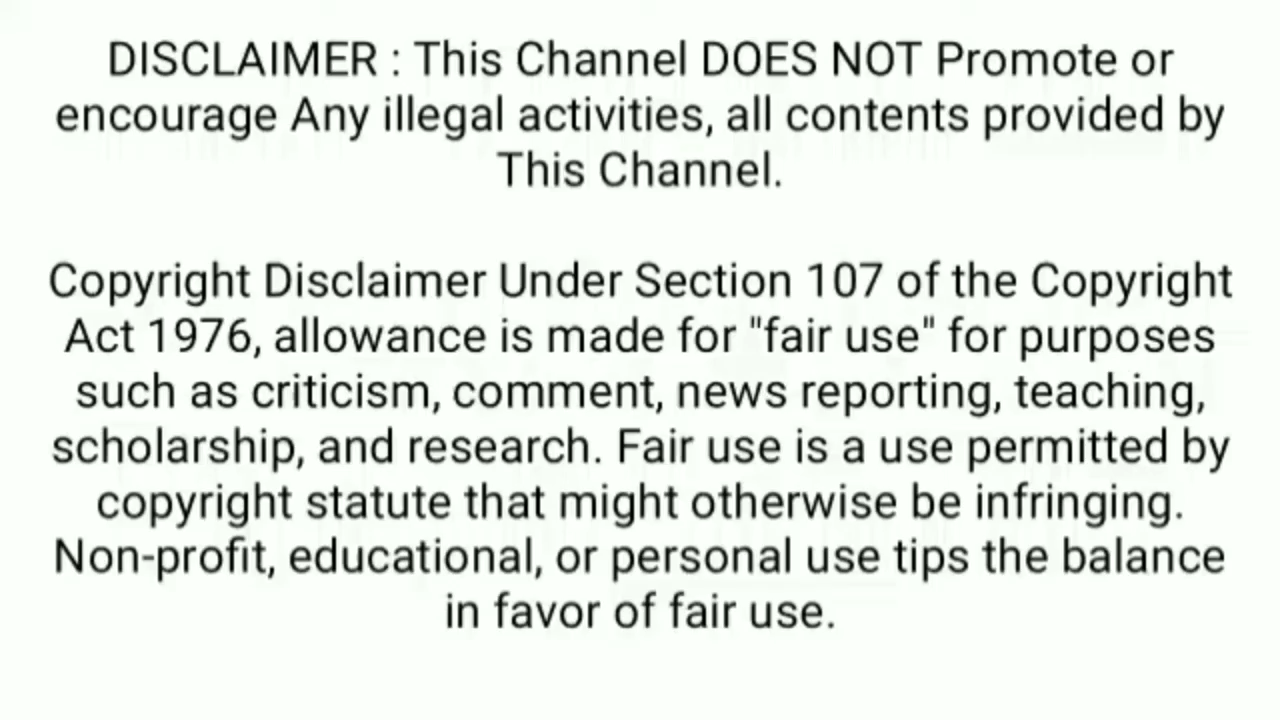 DISCLAIMER : This Channel DOES NOT Promote or
encourage Any illegal activities, all contents provided by
This Channel.
Copyright Disclaimer Under Section 107 of the Copyright
Act 1976, allowance is made for "fair use" for purposes
such as criticism, comment, news reporting, teaching,
scholarship, and research. Fair use is a use permitted by
copyright statute that might otherwise be infringing.
Non-profit, educational, or personal use tips the balance
in favor of fair use.